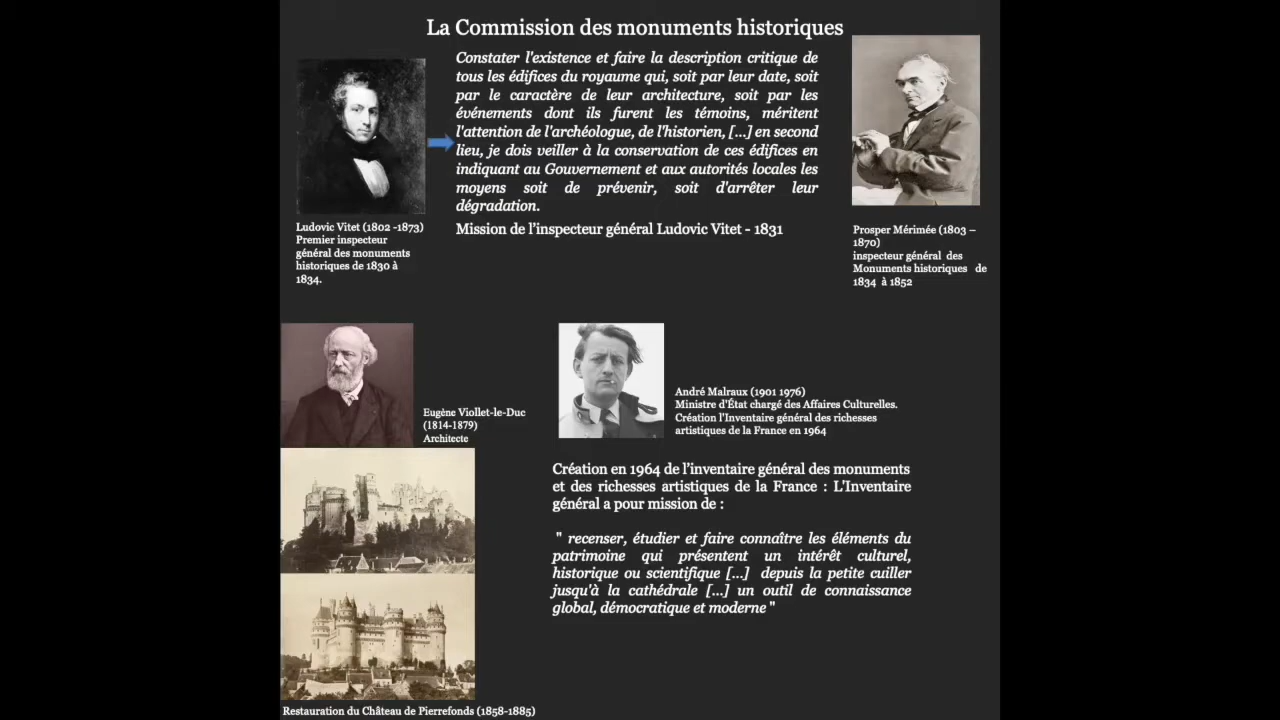 La Commission des monuments historiques
Constater l'existence et faire la description critique de
tous les édifices du royaume qui, soit par leur date, soit
par le caractère de leur architecture, soit par les
événements dont ils furent les témoins, méritent
l'attention de l'archéologue, de l'historien, [...] en second
lieu, je dois veiller à la conservation de ces édifices en
indiquant au Gouvernement et aux autorités locales les
moyens soit de prévenir, soit d'arrêter leur
dégradation.
Mission de l'inspecteur général Ludovic Vitet - 1831
Ludovic Vitet (1802 -1873)
Premier inspecteur
général des monuments
historiques de 1830 à
1834.
Prosper Mérimée (1803 –
1870)
inspecteur général des
Monuments historiques de
1834 à 1852
Eugène Viollet-le-Duc
(1814-1879)
Architecte
André Malraux (1901 1976)
Ministre d'État chargé des Affaires Culturelles.
Création l'Inventaire général des richesses
artistiques de la France en 1964
Création en 1964 de l'inventaire général des monuments
et des richesses artistiques de la France : L'Inventaire
général a pour mission de :
" recenser, étudier et faire connaître les éléments du
patrimoine qui présentent un intérêt culturel,
historique ou scientifique [...] depuis la petite cuiller
jusqu'à la cathédrale [...] un outil de connaissance
global, démocratique et moderne "
Restauration du Château de Pierrefonds (1858-1885)